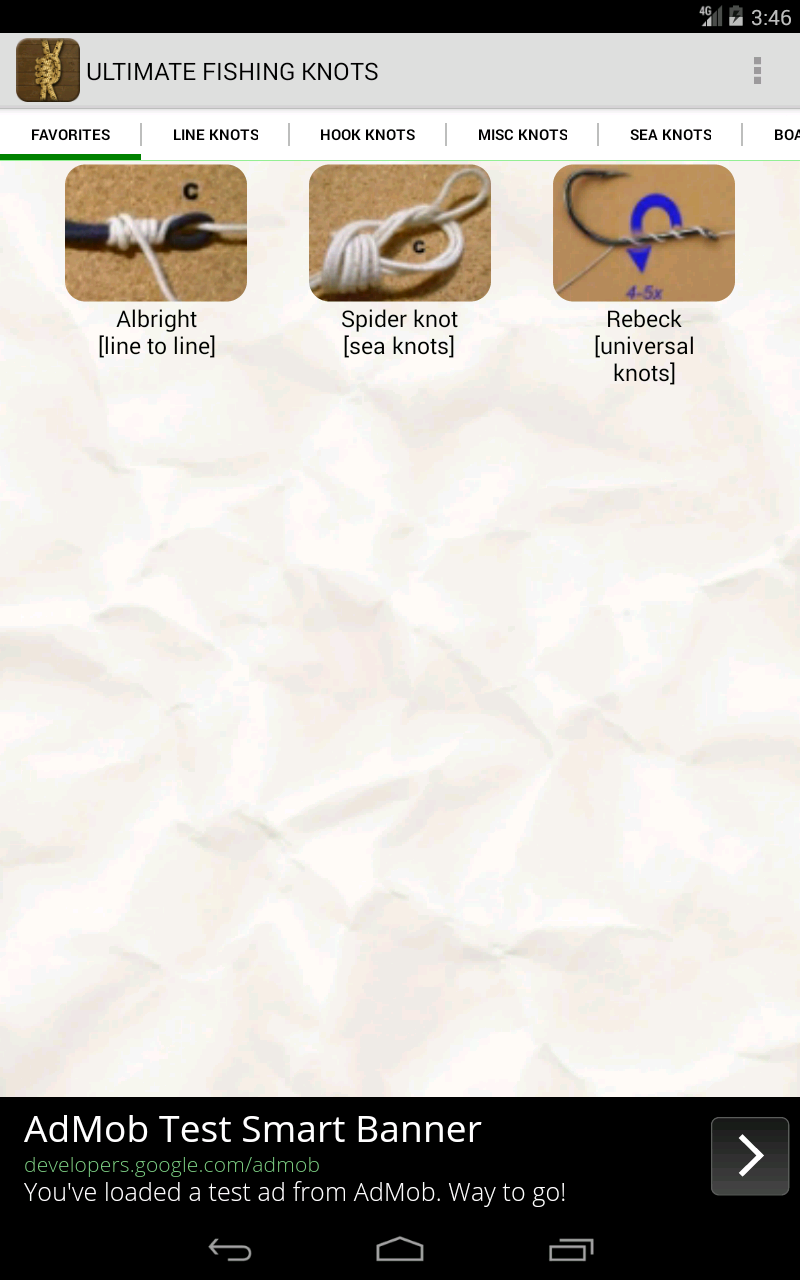 4G 3:46
ULTIMATE FISHING KNOTS
FAVORITES LINE KNOTS HOOK KNOTS MISC KNOTS SEA KNOTS BOA
C
C
4-5x
Albright
[line to line]
Spider knot
[sea knots]
Rebeck
[universal
knots]
AdMob Test Smart Banner
developers.google.com/admob
You've loaded a test ad from AdMob. Way to go!